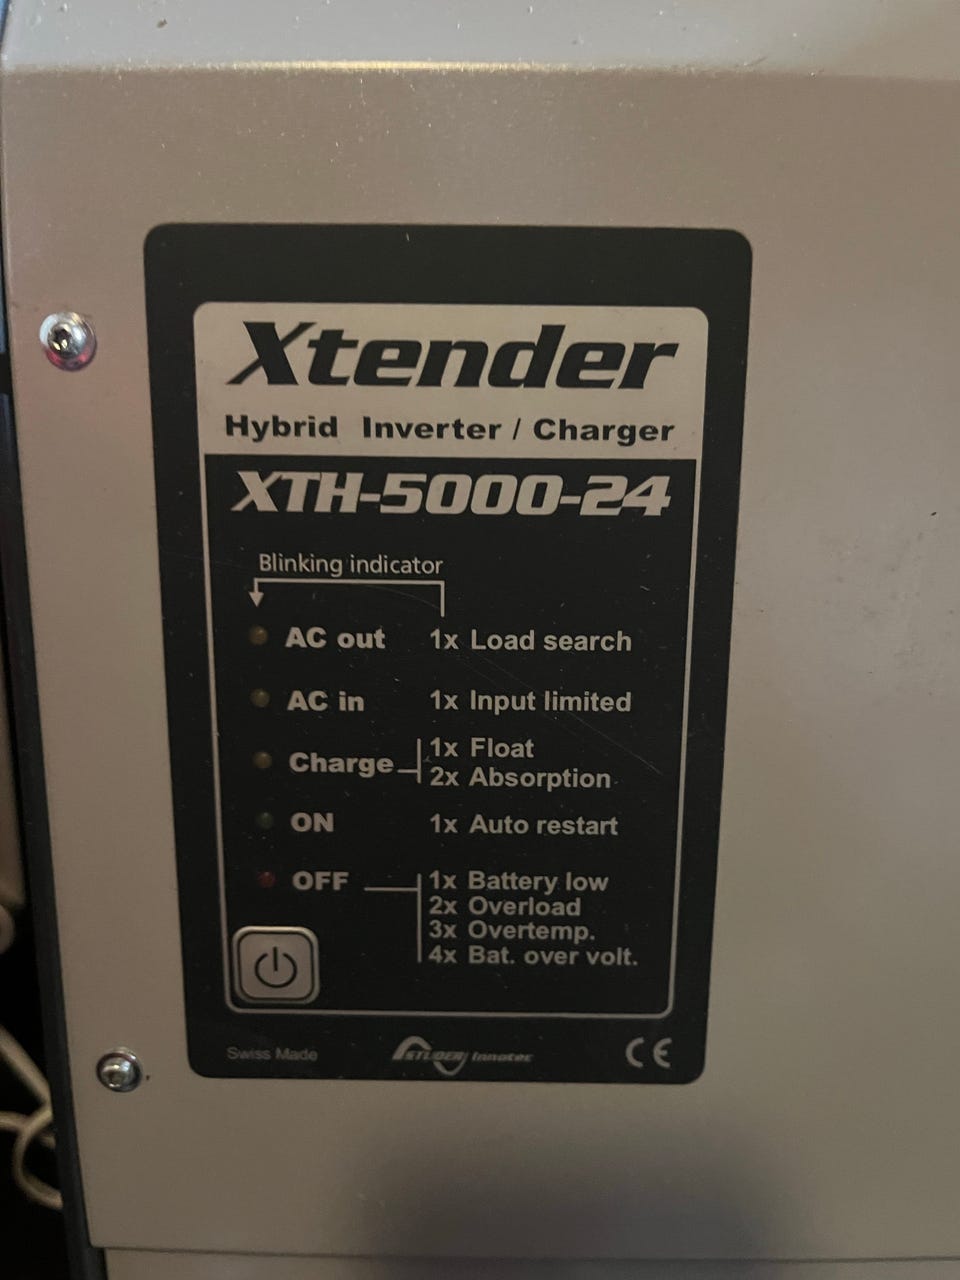 Xtender
Hybrid Inverter / Charger
XTH-5000-24
Blinking indicator
AC out 1x Load search
AC in 1x Input limited
Charge 1x Float
2x Absorption
ON 1x Auto restart
OFF 1x Battery low
2x Overload
3x Overtemp.
4x Bat. over volt.
Swiss Made STUDER Innotec CE